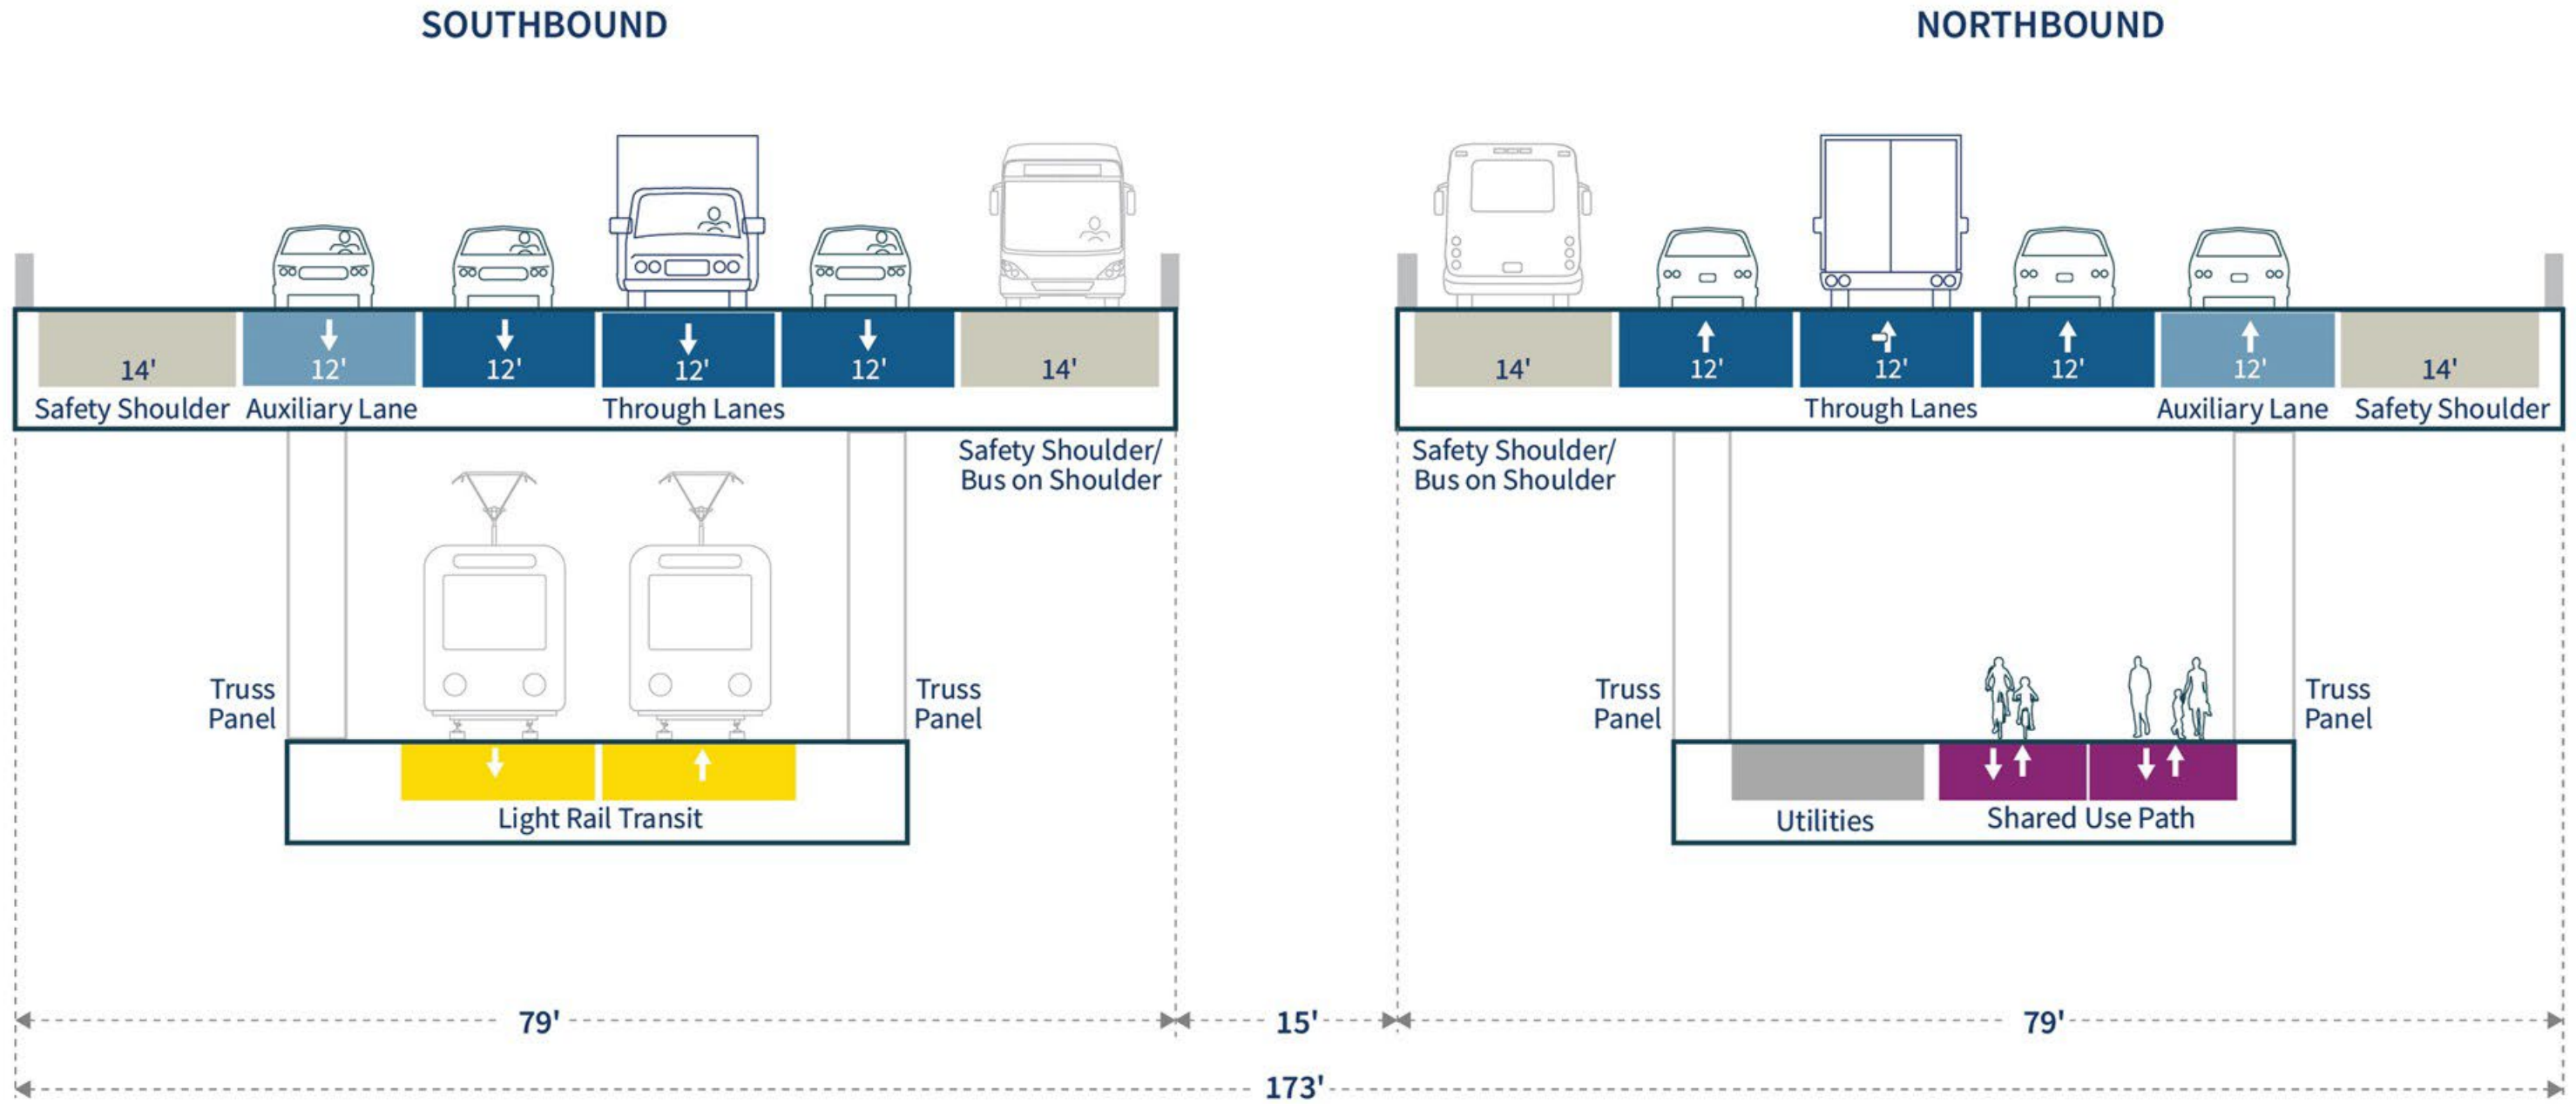 SOUTHBOUND
NORTHBOUND
14'
12'
12'
12'
12'
14'
Safety Shoulder
Auxiliary Lane
Through Lanes
Safety Shoulder/
Bus on Shoulder
14'
12'
12'
12'
12'
14'
Through Lanes
Auxiliary Lane
Safety Shoulder
Safety Shoulder/
Bus on Shoulder
Truss
Panel
Truss
Panel
Light Rail Transit
Truss
Panel
Truss
Panel
Utilities
Shared Use Path
79'
15'
79'
173'